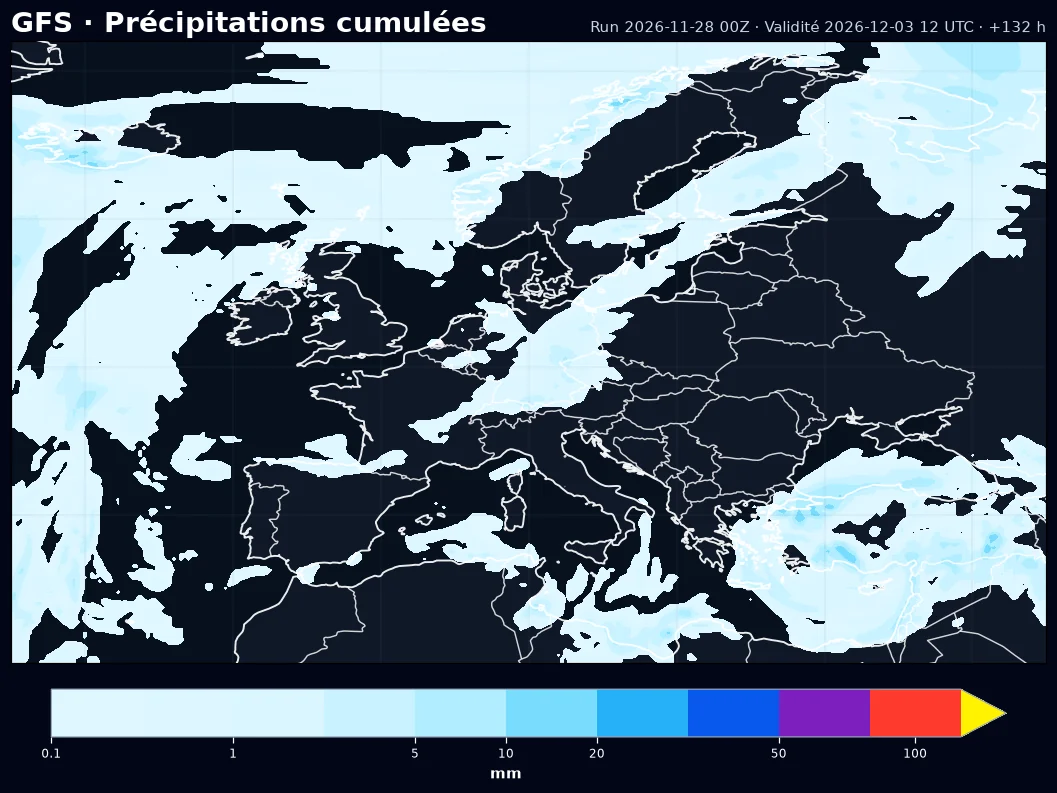 GFS · Précipitations cumulées
Run 2026-11-28 00Z · Validité 2026-12-03 12 UTC · +132 h
0.1 1 5 10 20 50 100
mm